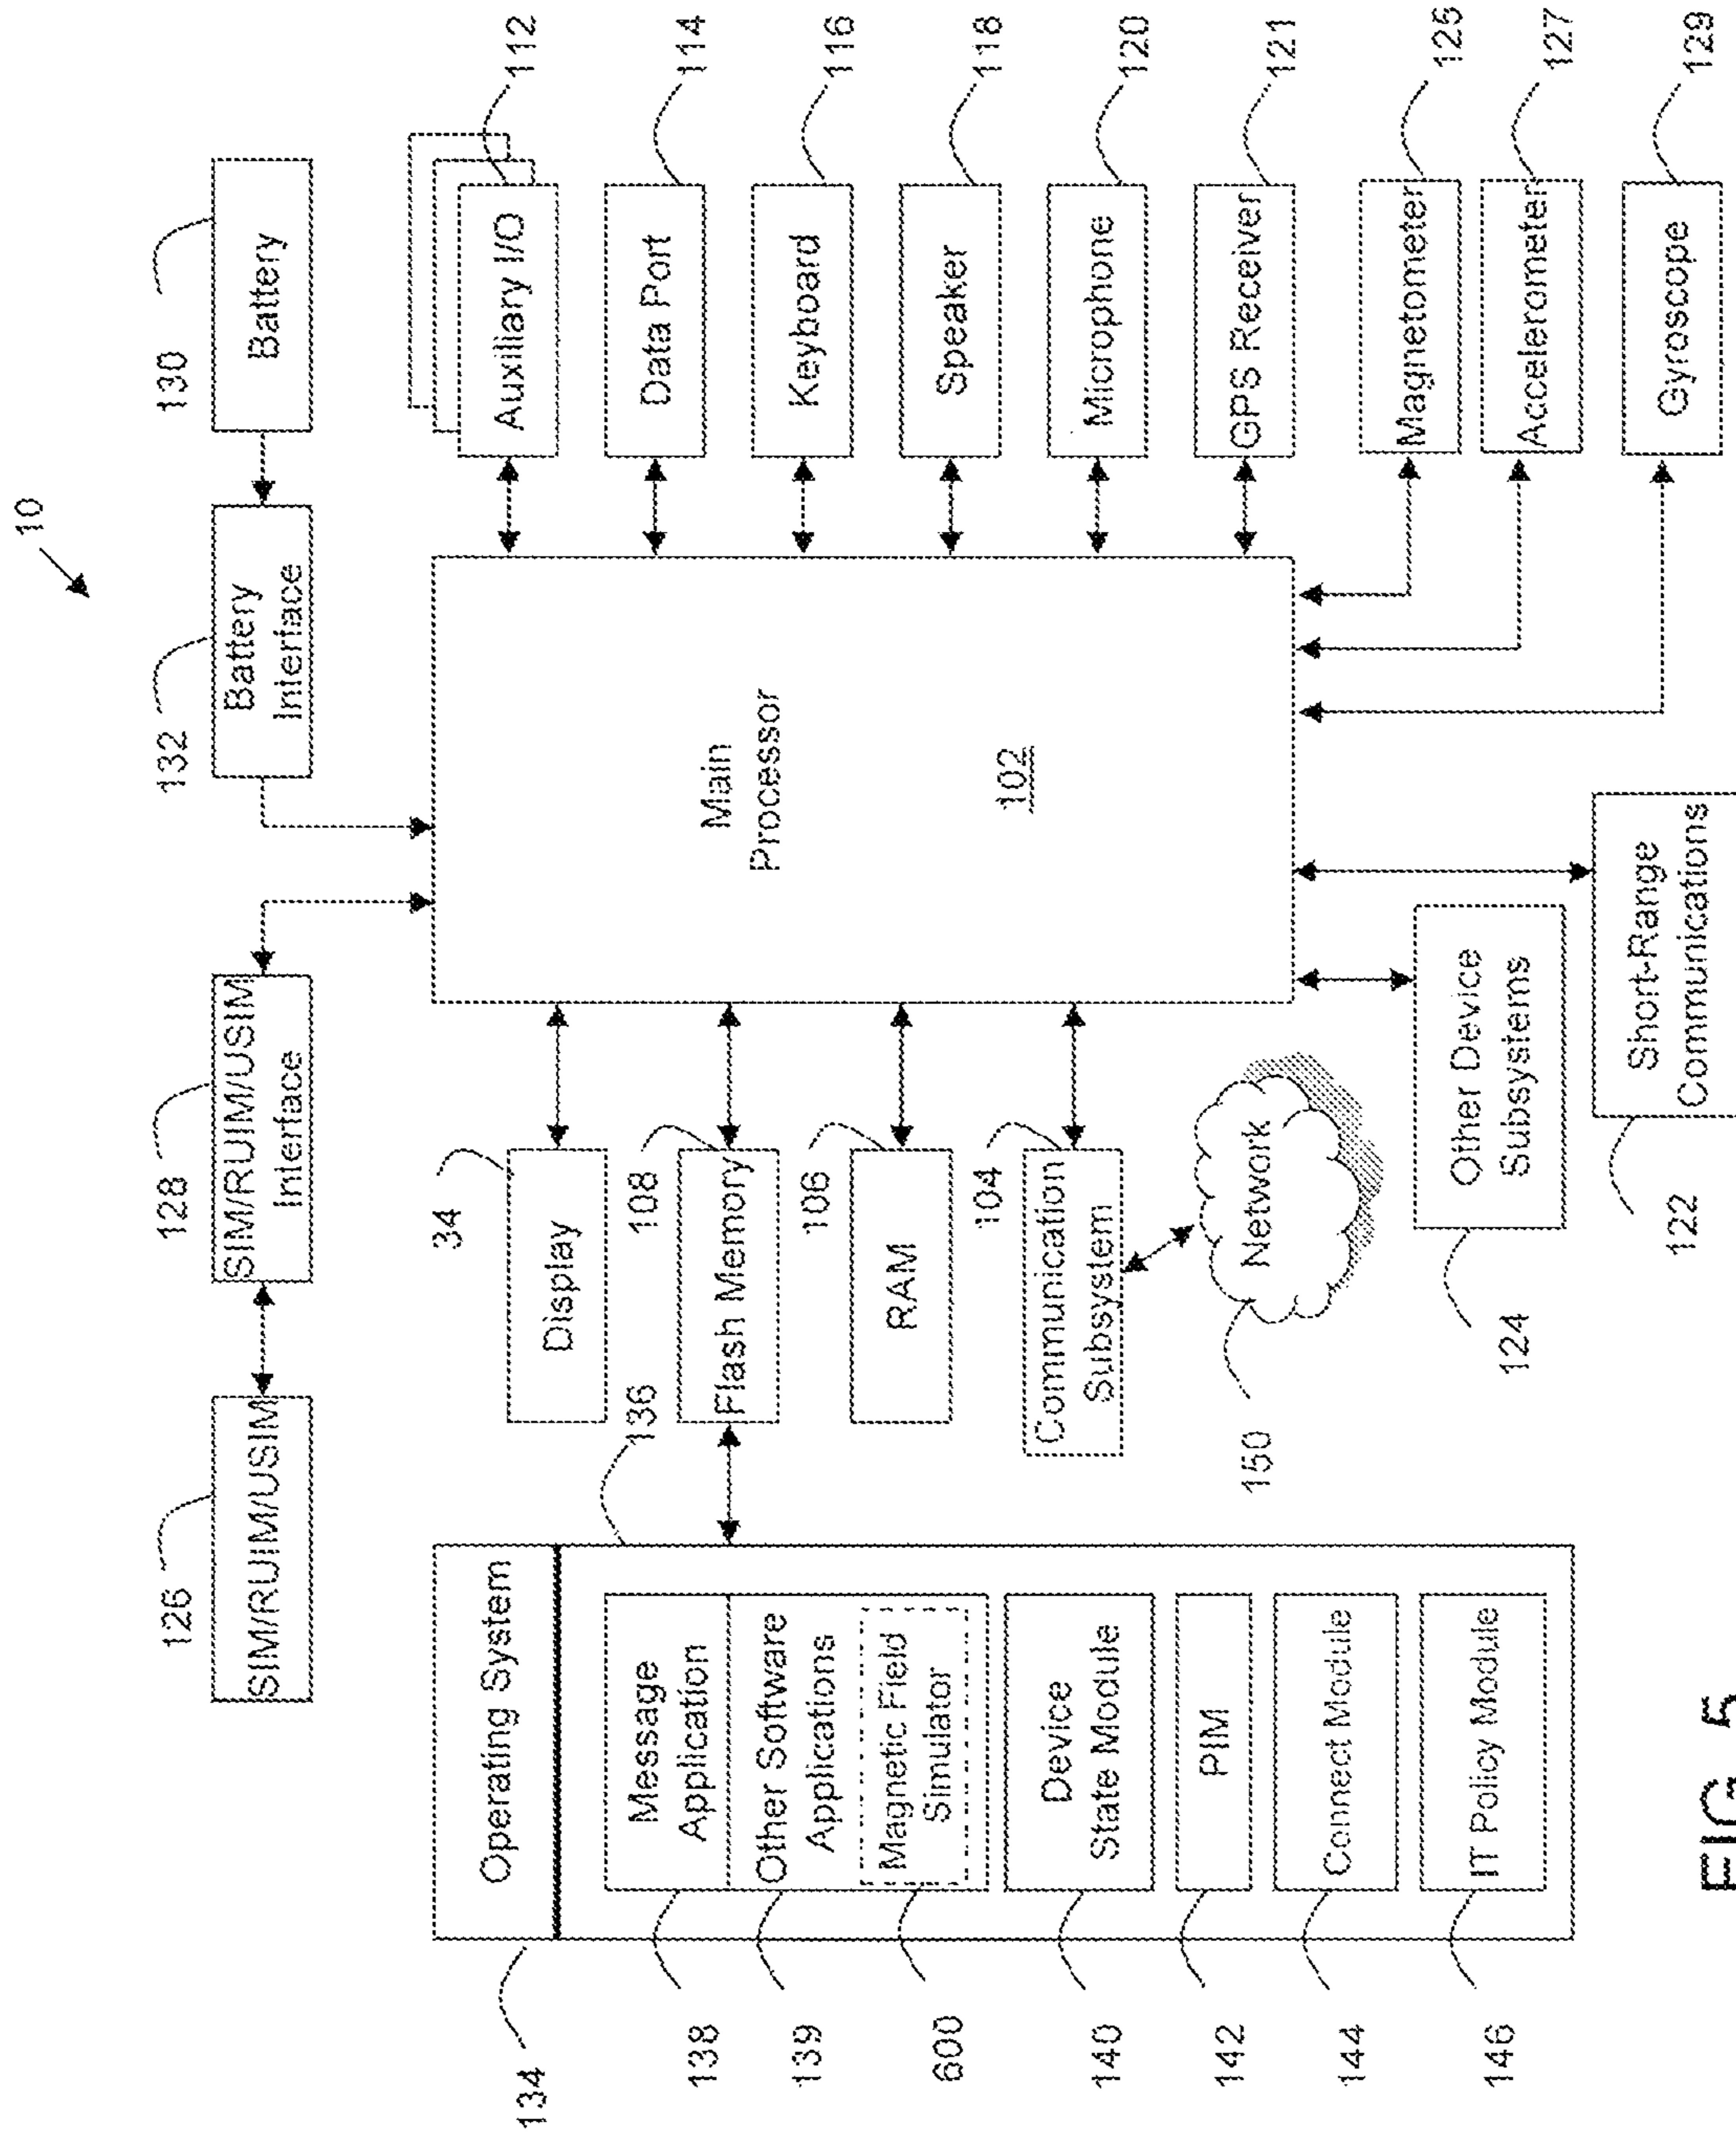 10
126
128
132
130
SIM/RUIM/USIM
SIM/RUIM/USIM
Interface
Battery
Interface
Battery
134
Operating System
138
Message
Application
139
Other Software
Applications
600
Magnetic Field
Simulator
140
Device
State Module
142
PIM
144
Connect Module
146
IT Policy Module
136
34
Display
108
Flash Memory
106
RAM
104
Communication
Subsystem
150
Network
Main
Processor
102
124
Other Device
Subsystems
122
Short-Range
Communications
Auxiliary I/O
112
Data Port
114
Keyboard
116
Speaker
118
Microphone
120
GPS Receiver
121
Magnetometer
125
Accelerometer
127
Gyroscope
129
FIG. 5